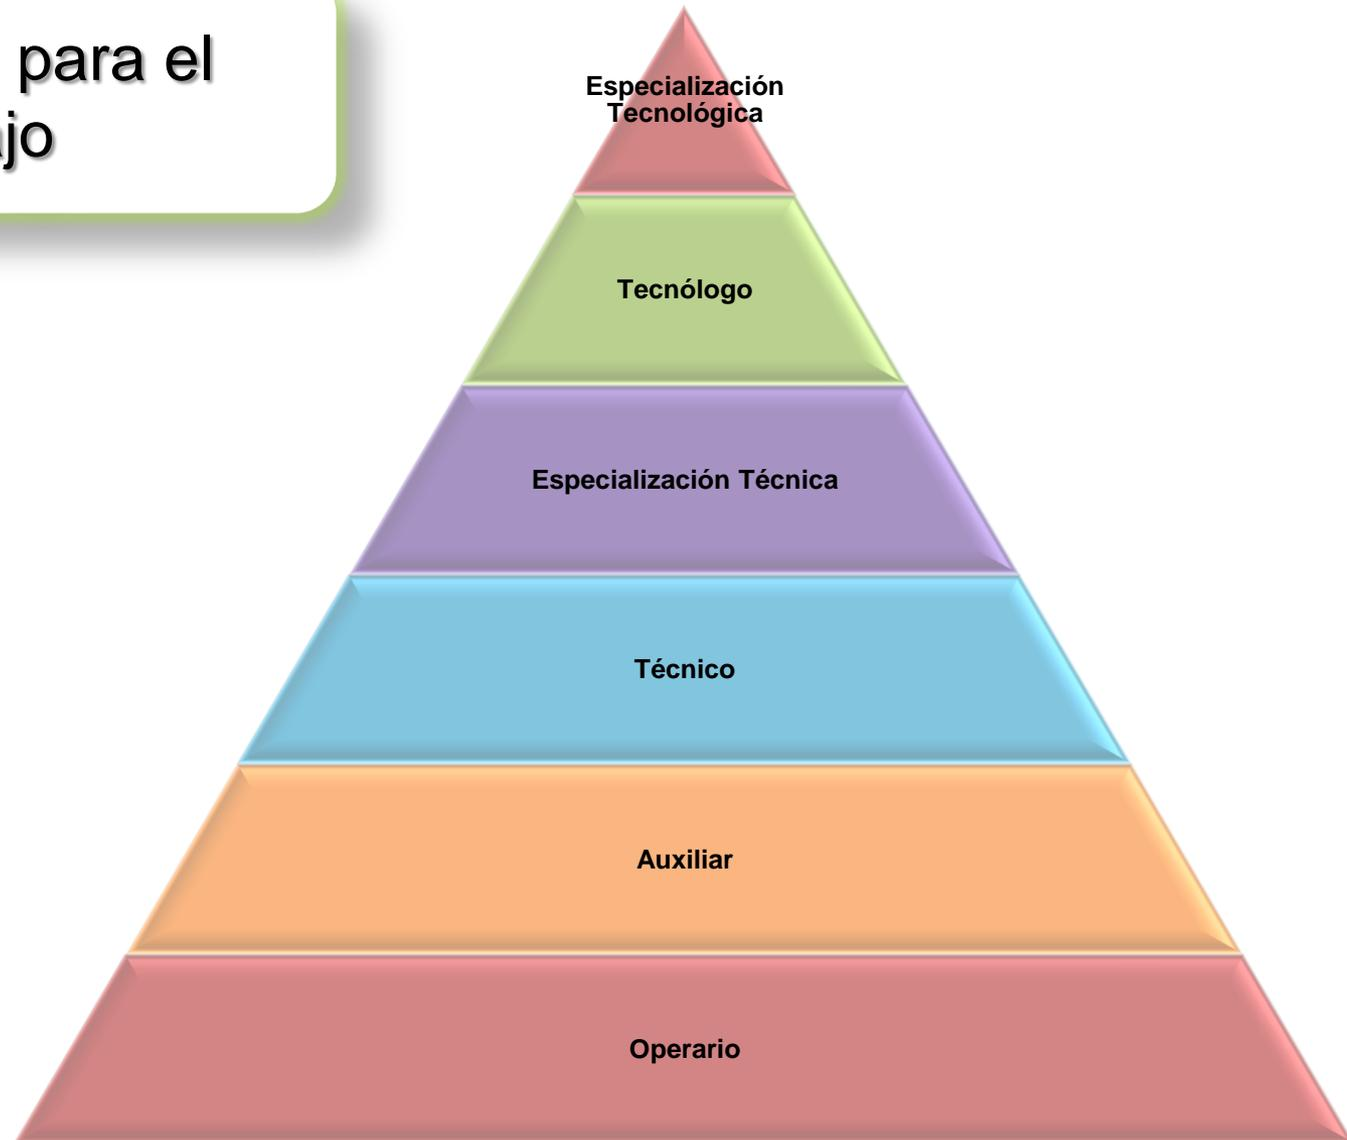 para el
jo
Especialización
Tecnológica
Tecnólogo
Especialización Técnica
Técnico
Auxiliar
Operario